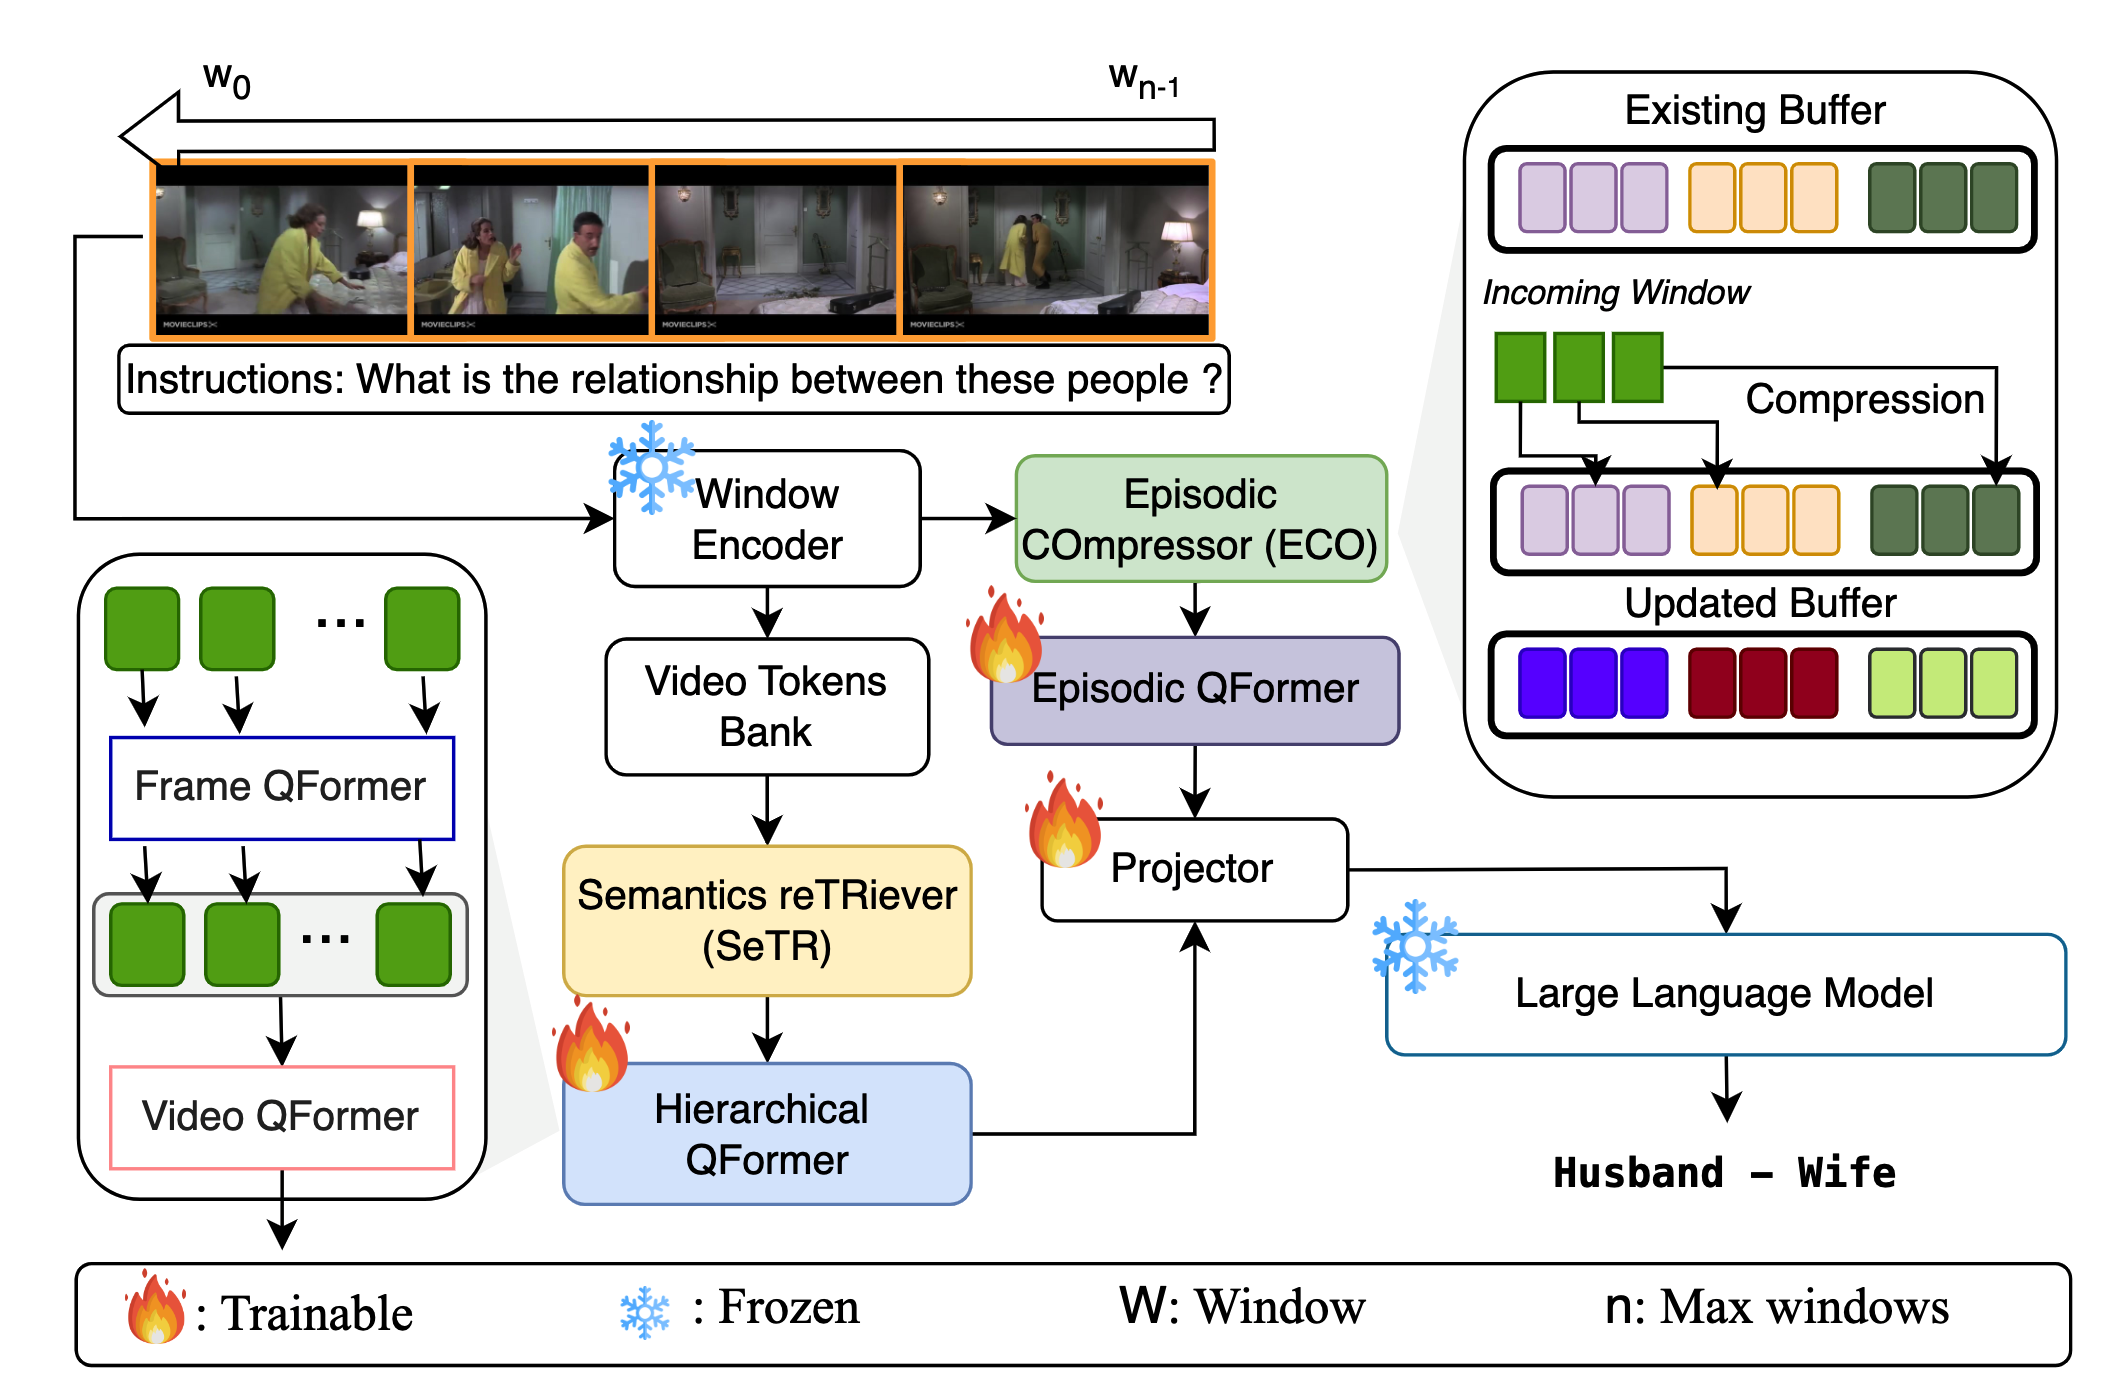 w0
wn-1
MOVIECLIPS
MOVIECLIPS
MOVIECLIPS
MOVIECLIPS
Instructions: What is the relationship between these people ?
Window
Encoder
Episodic
COmpressor (ECO)
Video Tokens
Bank
Episodic QFormer
Semantics reTRiever
(SeTR)
Projector
Hierarchical
QFormer
Large Language Model
Husband – Wife
Frame QFormer
Video QFormer
Existing Buffer
Incoming Window
Compression
Updated Buffer
: Trainable
: Frozen
W: Window
n: Max windows